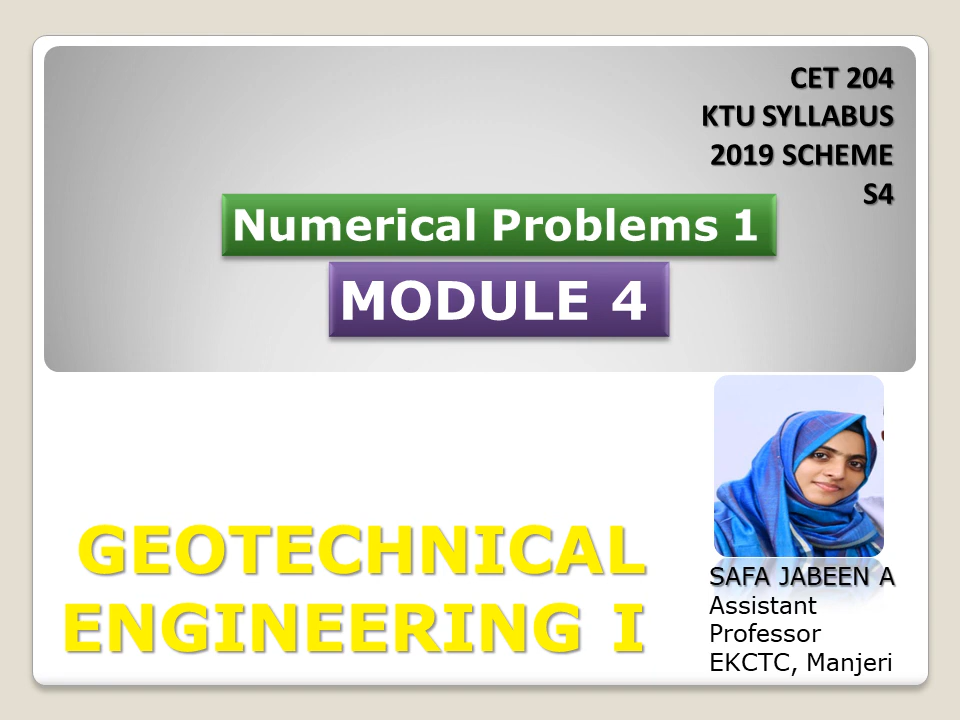 CET 204
KTU SYLLABUS
2019 SCHEME
S4
Numerical Problems 1
MODULE 4
GEOTECHNICAL
ENGINEERING I
SAFA JABEEN A
Assistant
Professor
EKCTC, Manjeri